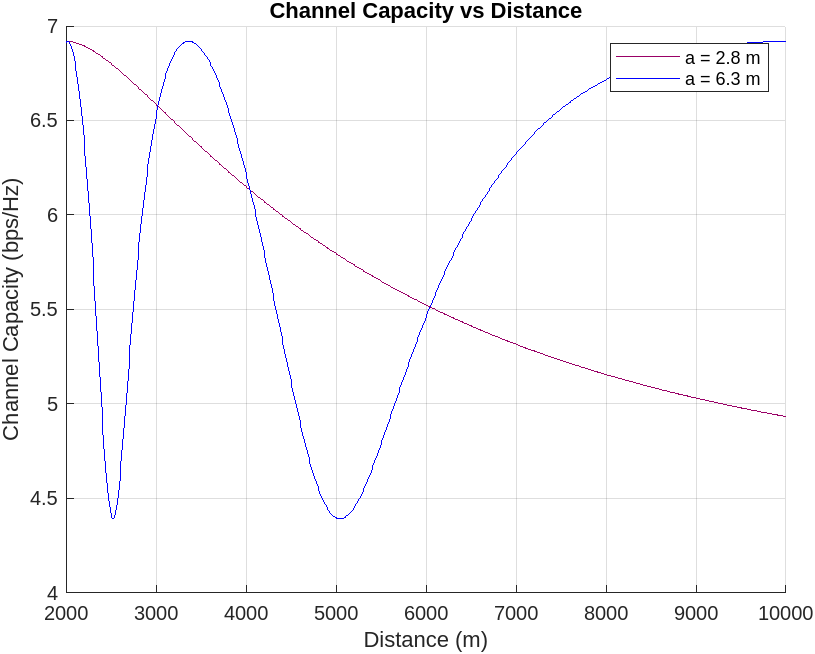 Channel Capacity vs Distance
7
6.5
6
5.5
5
4.5
4
Channel Capacity (bps/Hz)
a = 2.8 m
a = 6.3 m
2000 3000 4000 5000 6000 7000 8000 9000 10000
Distance (m)